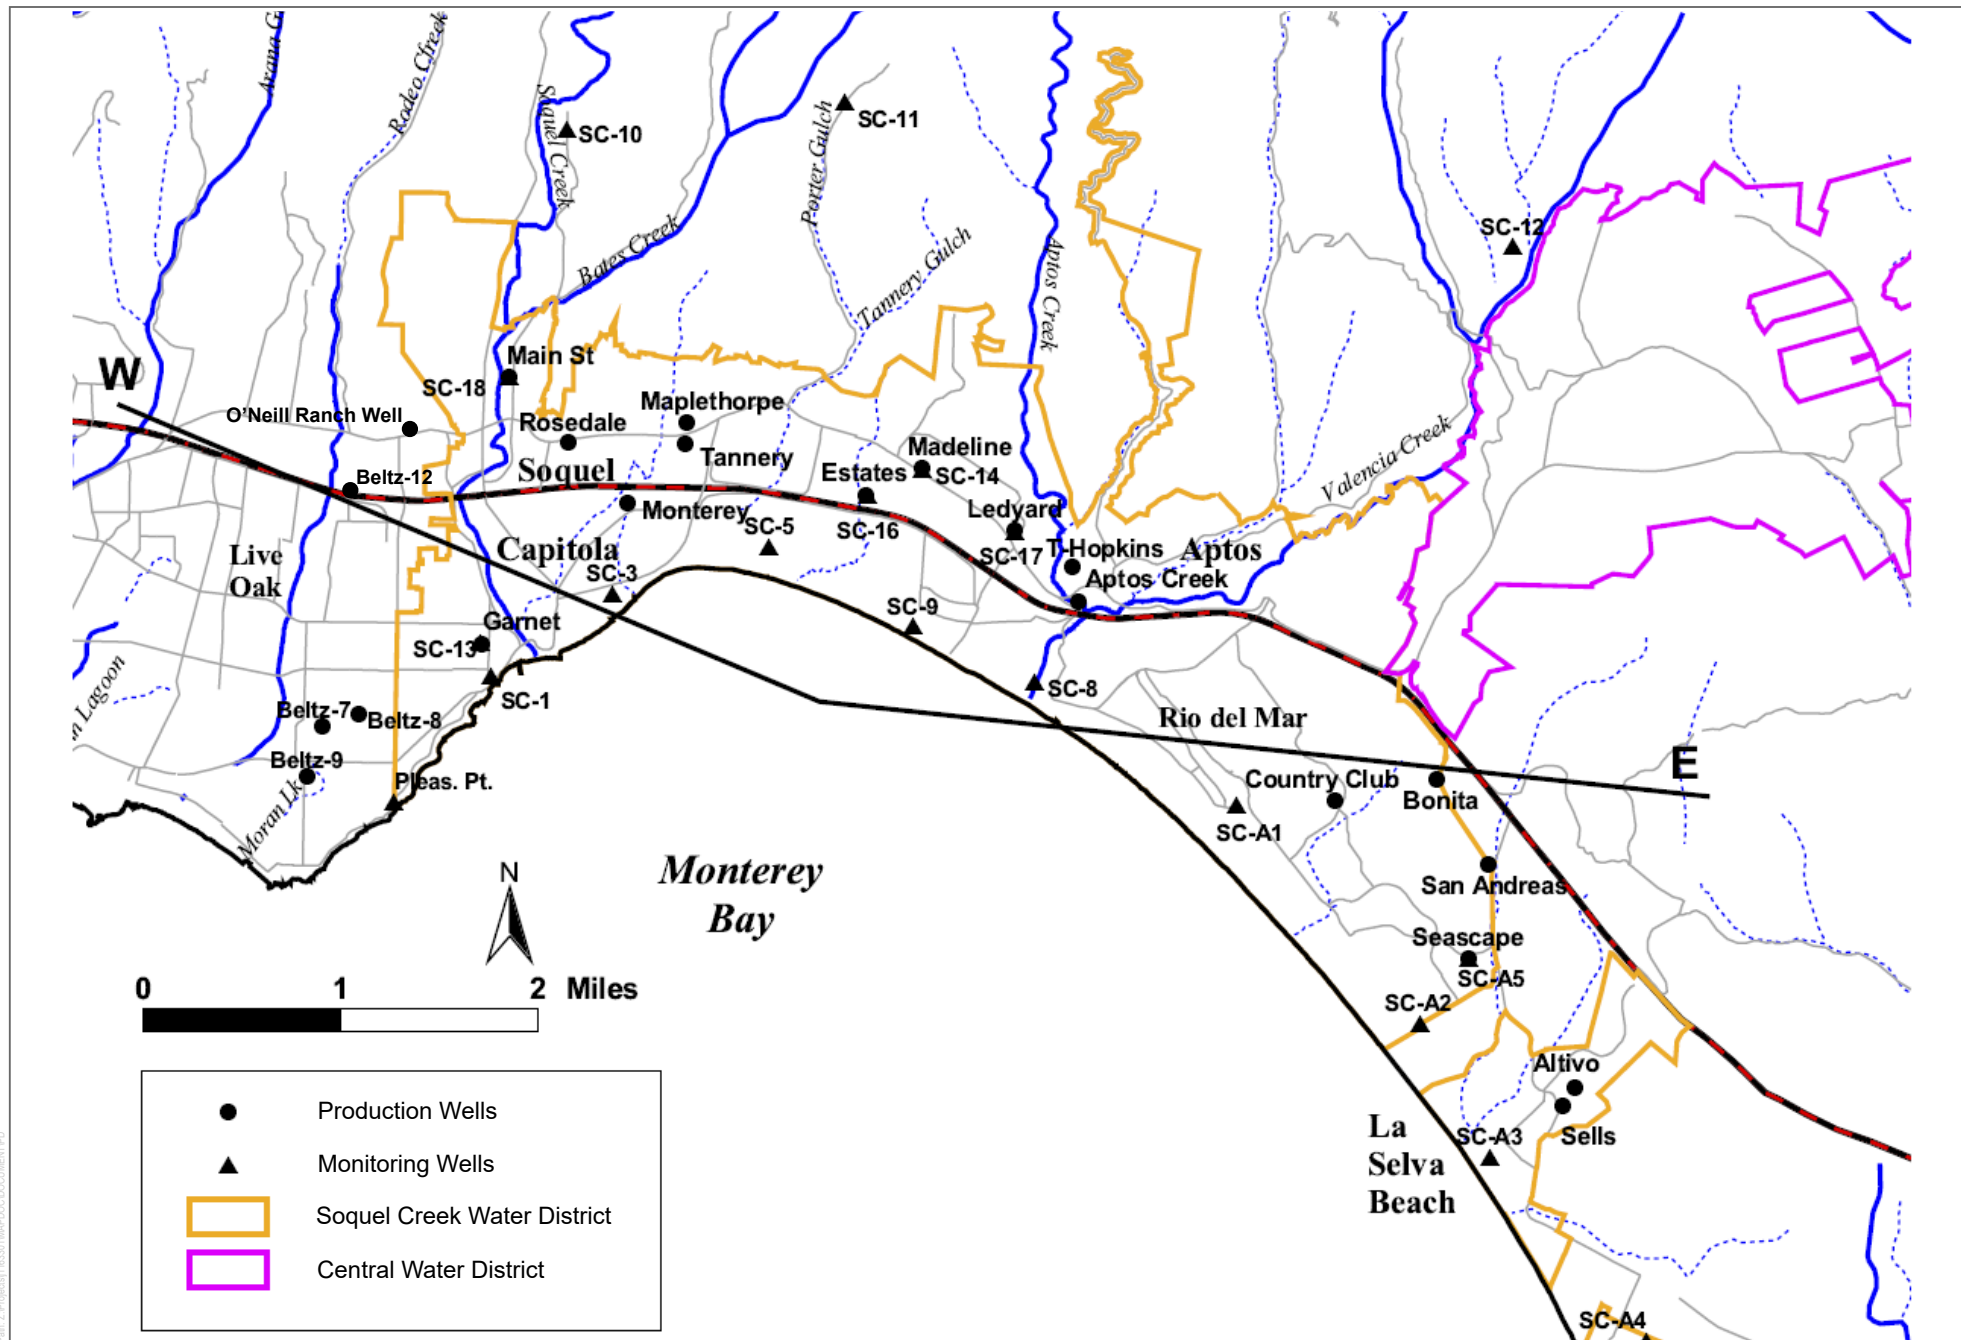 Arana G
Rodeo Creek
Soquel Creek
SC-10
Porter Gulch
SC-11
SC-12
Bates Creek
Tannery Gulch
Aptos Creek
Valencia Creek
W
Main St
SC-18
O'Neill Ranch Well
Maplethorpe
Rosedale
Tannery
Madeline
SC-14
Soquel
Estates
Beltz-12
Monterey
SC-5
SC-16
Ledyard
SC-17
T-Hopkins
Aptos
Live
Oak
Capitola
SC-3
Aptos Creek
SC-9
Garnet
SC-13
SC-1
SC-8
Lagoon
Beltz-7
Beltz-8
Rio del Mar
Beltz-9
Pleas. Pt.
E
Country Club
Bonita
Moran Lk
SC-A1
N
Monterey
Bay
San Andreas
Seascape
SC-A5
SC-A2
0 1 2 Miles
Altivo
Sells
La
Selva
Beach
SC-A3
SC-A4
Production Wells
Monitoring Wells
Soquel Creek Water District
Central Water District